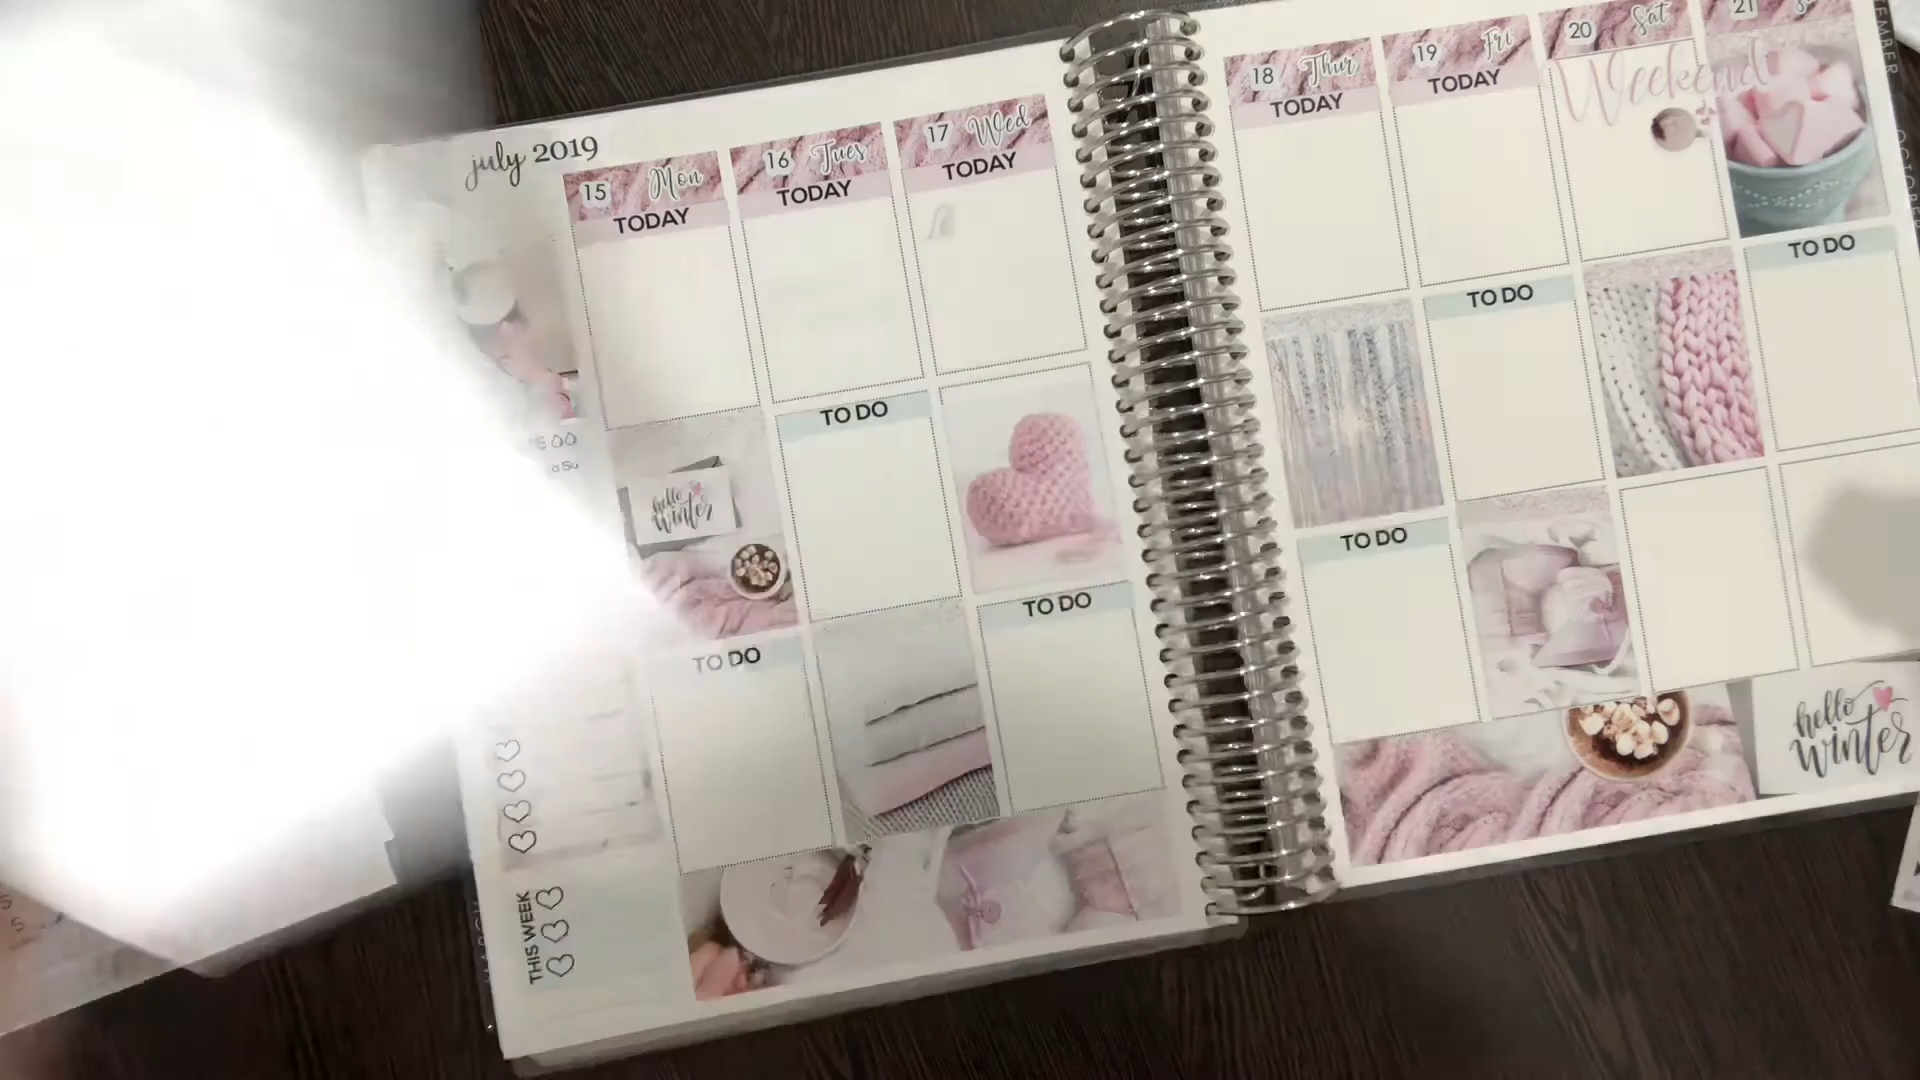 july 2019
15 Mon
TODAY
16 Tues
TODAY
17 Wed
TODAY
18 Thur
TODAY
19 Fri
TODAY
20 Sat
Weekend
21
TO DO
TO DO
TO DO
hello
winter
TO DO
TO DO
TO DO
TO DO
hello
winter
THIS WEEK